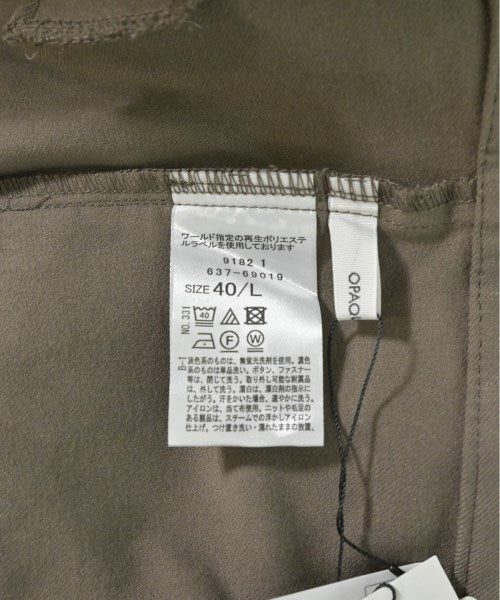 ワールド指定の再生ポリエステ
ルラベルを使用しております
9182 1
637-69019
SIZE 40/L
NO.331
40
F W
B-1
淡色系のものは、無蛍光洗剤を使用。濃色
系のものは単品洗い。ボタン、ファスナー
等は、閉じて洗う。取り外し可能な附属品
は、外して洗う。漂白は、漂白剤の指示に
したがう。汗をかいた場合、速やかに洗う。
アイロンは、当て布使用。ニットや毛足の
ある製品は、スチームでの浮かしアイロン
仕上げ。つけ置き洗い・濡れたままの放置、
OPAQU